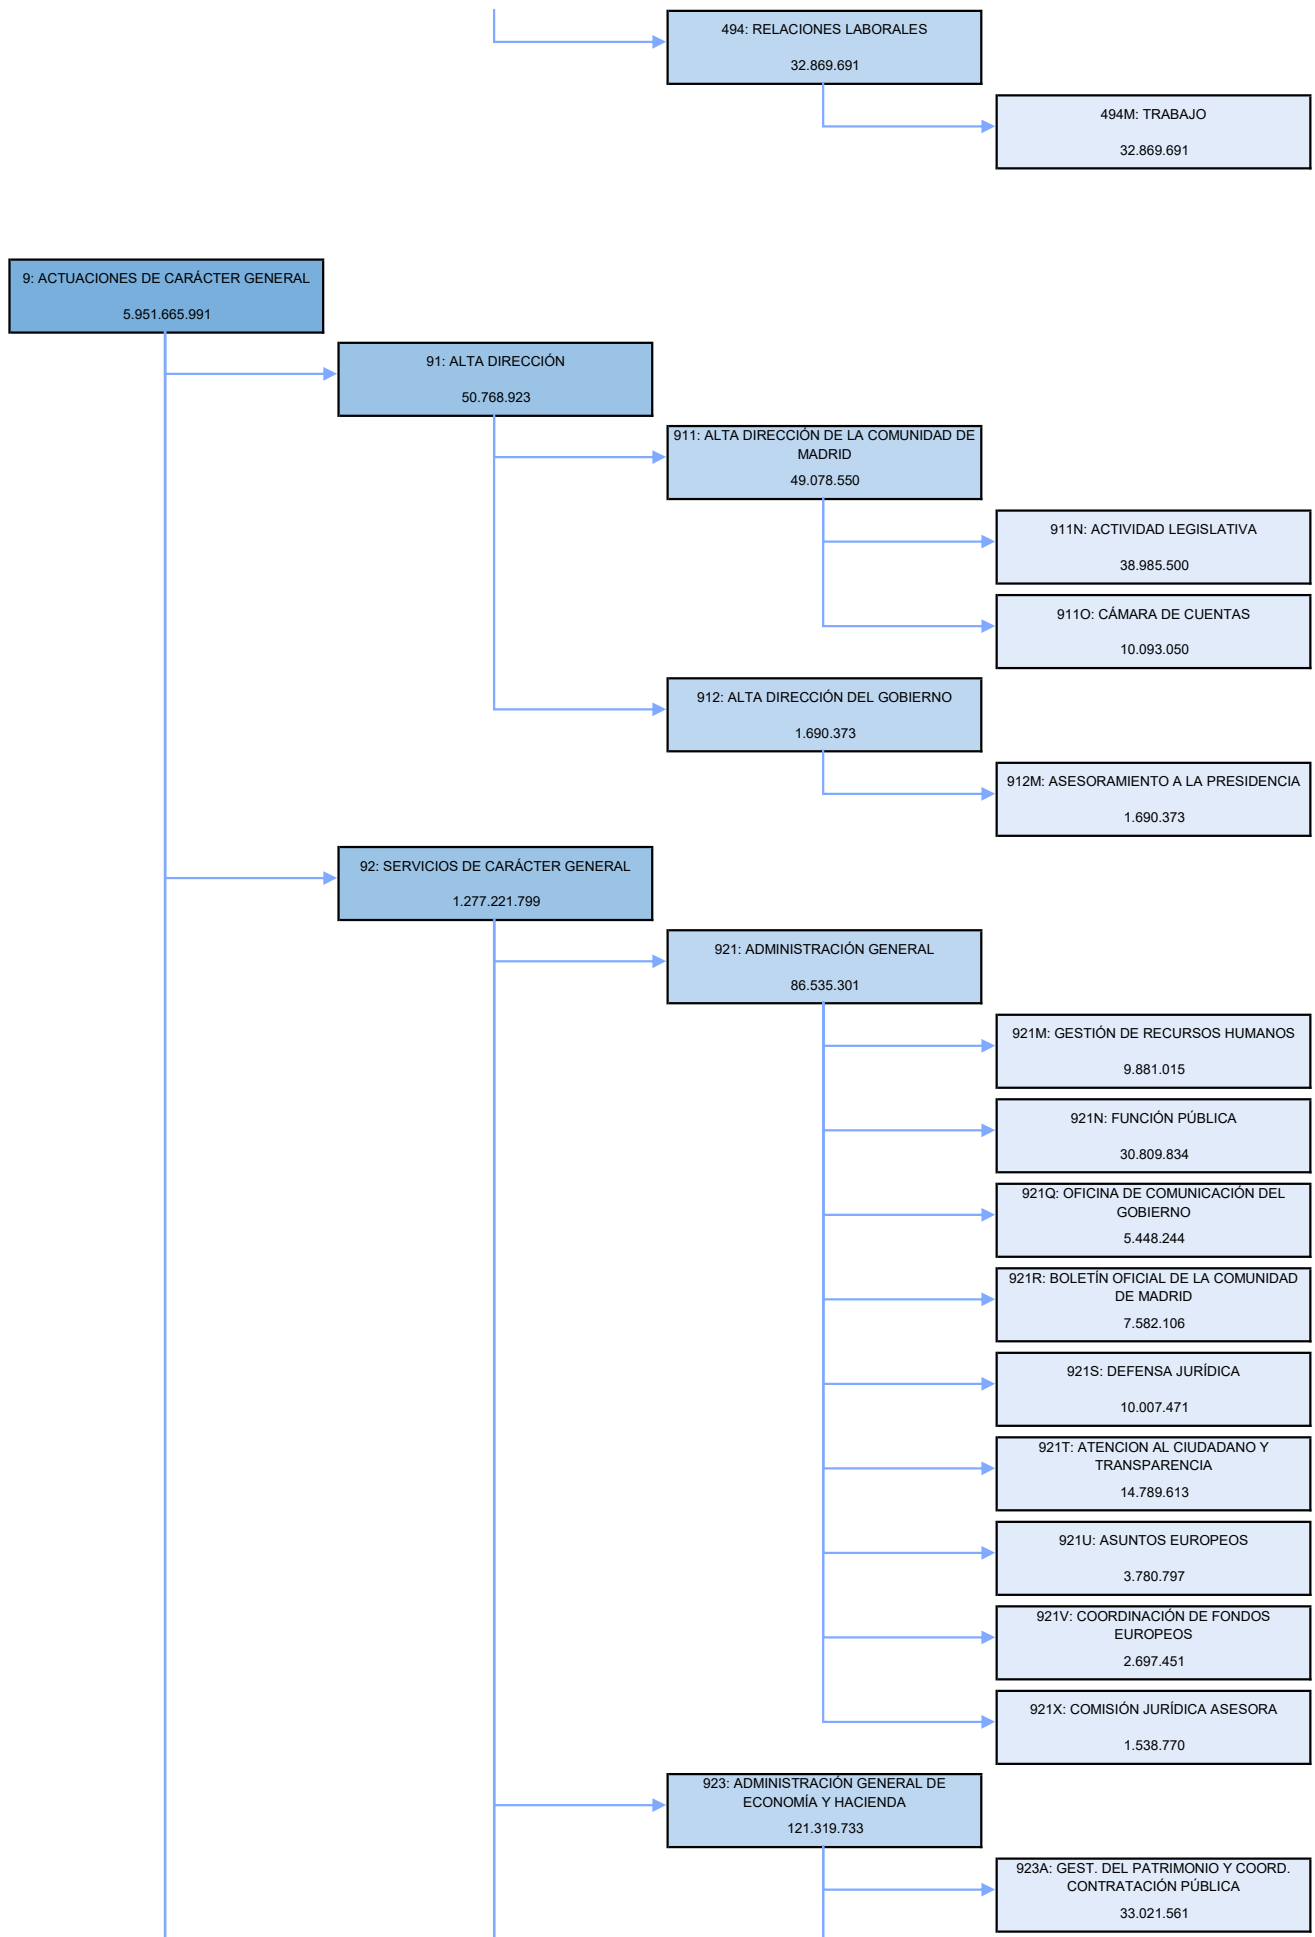 494: RELACIONES LABORALES
32.869.691
494M: TRABAJO
32.869.691
9: ACTUACIONES DE CARÁCTER GENERAL
5.951.665.991
91: ALTA DIRECCIÓN
50.768.923
911: ALTA DIRECCIÓN DE LA COMUNIDAD DE
MADRID
49.078.550
911N: ACTIVIDAD LEGISLATIVA
38.985.500
911O: CÁMARA DE CUENTAS
10.093.050
912: ALTA DIRECCIÓN DEL GOBIERNO
1.690.373
912M: ASESORAMIENTO A LA PRESIDENCIA
1.690.373
92: SERVICIOS DE CARÁCTER GENERAL
1.277.221.799
921: ADMINISTRACIÓN GENERAL
86.535.301
921M: GESTIÓN DE RECURSOS HUMANOS
9.881.015
921N: FUNCIÓN PÚBLICA
30.809.834
921Q: OFICINA DE COMUNICACIÓN DEL
GOBIERNO
5.448.244
921R: BOLETÍN OFICIAL DE LA COMUNIDAD
DE MADRID
7.582.106
921S: DEFENSA JURÍDICA
10.007.471
921T: ATENCION AL CIUDADANO Y
TRANSPARENCIA
14.789.613
921U: ASUNTOS EUROPEOS
3.780.797
921V: COORDINACIÓN DE FONDOS
EUROPEOS
2.697.451
921X: COMISIÓN JURÍDICA ASESORA
1.538.770
923: ADMINISTRACIÓN GENERAL DE
ECONOMÍA Y HACIENDA
121.319.733
923A: GEST. DEL PATRIMONIO Y COORD.
CONTRATACIÓN PÚBLICA
33.021.561